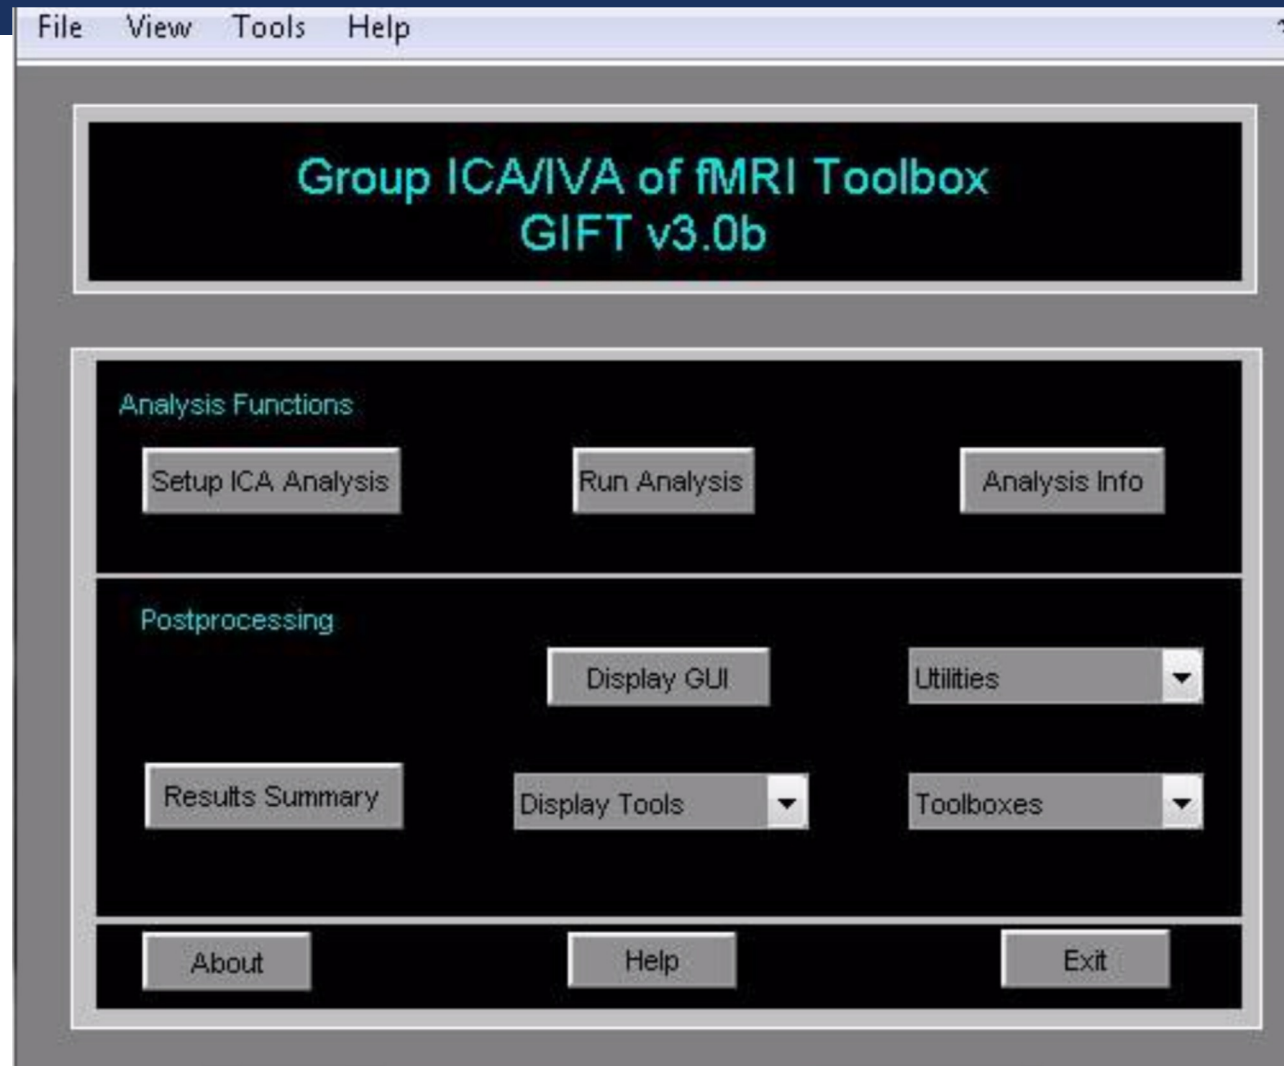 File View Tools Help
Group ICA/IVA of fMRI Toolbox
GIFT v3.0b
Analysis Functions
Setup ICA Analysis Run Analysis Analysis Info
Postprocessing
Display GUI Utilities
Results Summary Display Tools Toolboxes
About Help Exit